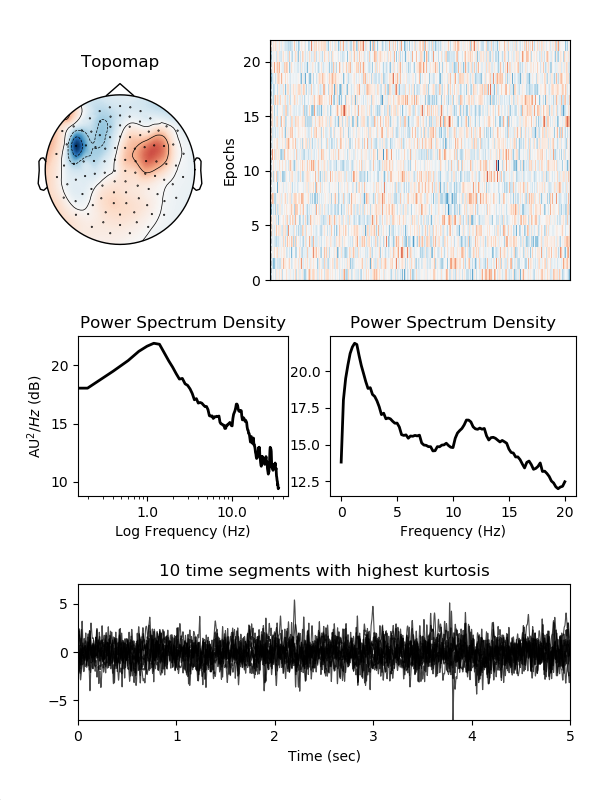 Topomap
Epochs
20
15
10
5
0
Power Spectrum Density
AU²/Hz (dB)
20
15
10
1.0 10.0
Log Frequency (Hz)
Power Spectrum Density
20.0
17.5
15.0
12.5
0 5 10 15 20
Frequency (Hz)
10 time segments with highest kurtosis
5
0
−5
0 1 2 3 4 5
Time (sec)